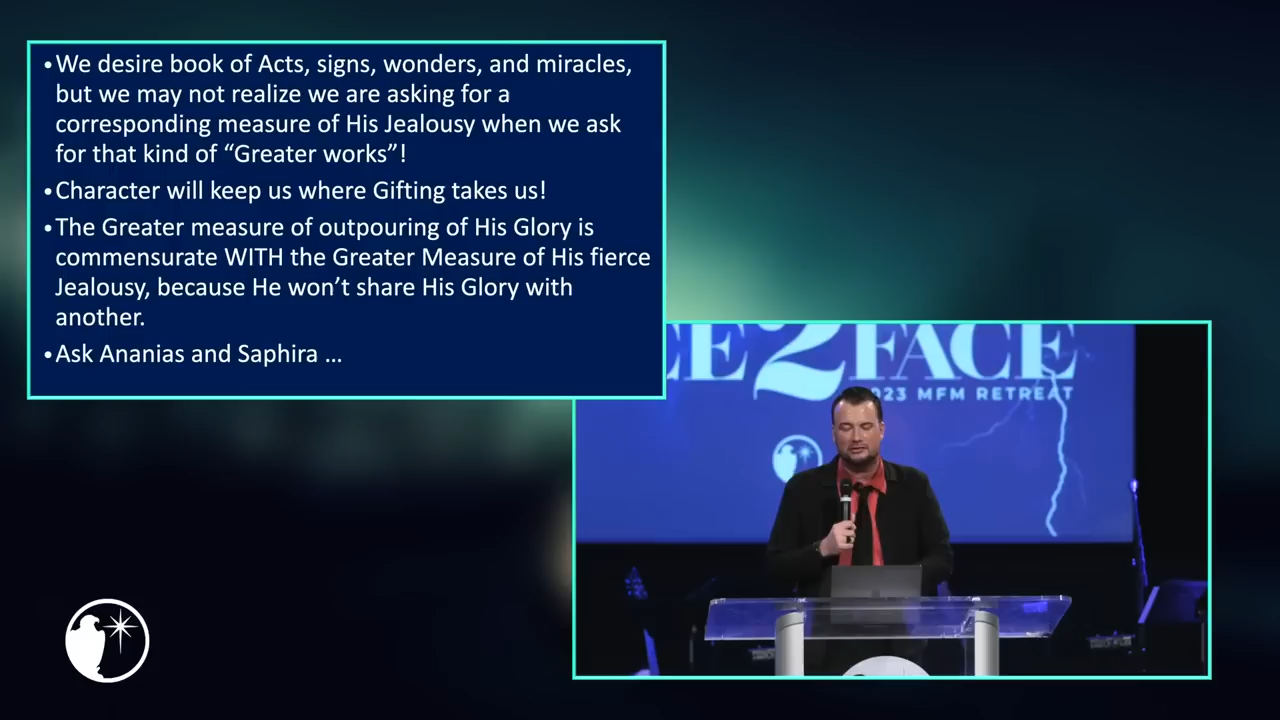 •We desire book of Acts, signs, wonders, and miracles,
but we may not realize we are asking for a
corresponding measure of His Jealousy when we ask
for that kind of “Greater works”!
•Character will keep us where Gifting takes us!
•The Greater measure of outpouring of His Glory is
commensurate WITH the Greater Measure of His fierce
Jealousy, because He won’t share His Glory with
another.
•Ask Ananias and Saphira ...
2FACE
MFM RETREAT